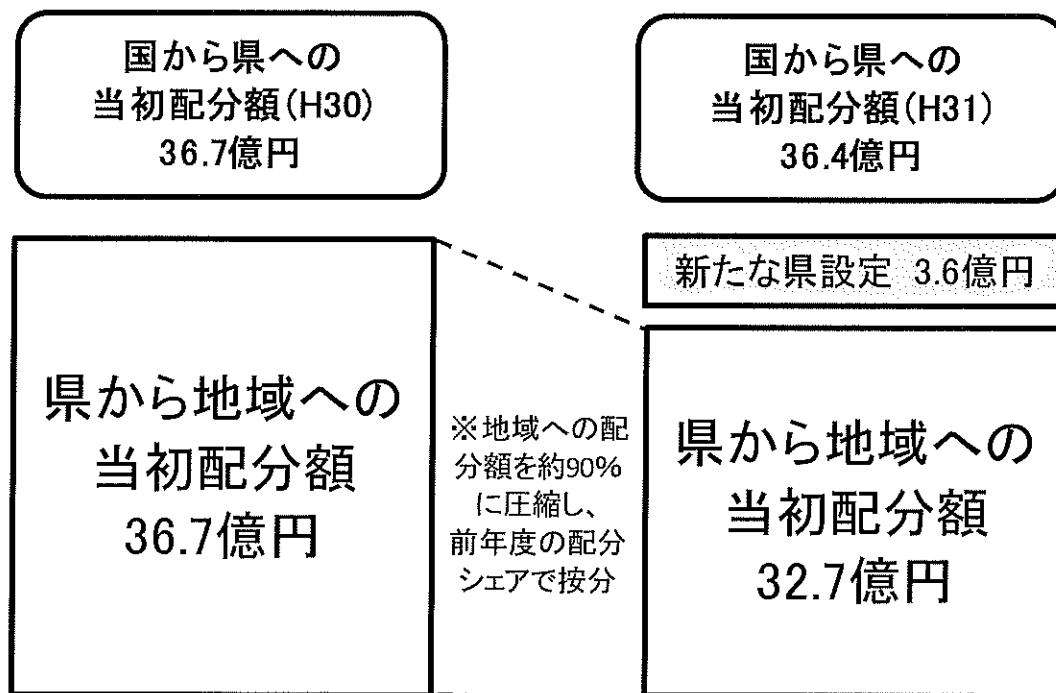 国から県への
当初配分額(H30)
36.7億円
国から県への
当初配分額(H31)
36.4億円
新たな県設定 3.6億円
県から地域への
当初配分額
36.7億円
※地域への配
分額を約90%
に圧縮し、
前年度の配分
シェアで按分
県から地域への
当初配分額
32.7億円